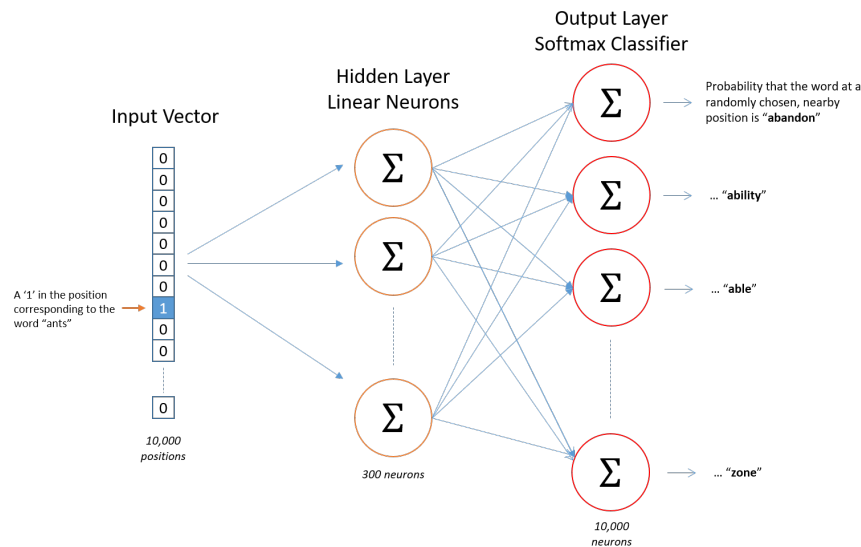 Output Layer
Softmax Classifier
Hidden Layer
Linear Neurons
Input Vector
0
0
0
0
0
0
0
1
0
0
0
A ‘1’ in the position
corresponding to the
word “ants”
10,000
positions
Σ
Σ
Σ
300 neurons
Σ
Σ
Σ
Σ
10,000
neurons
Probability that the word at a
randomly chosen, nearby
position is “abandon”
... “ability”
... “able”
... “zone”